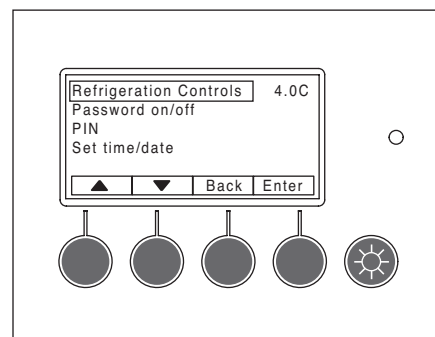 Refrigeration Controls 4.0C
Password on/off
PIN
Set time/date
Back Enter